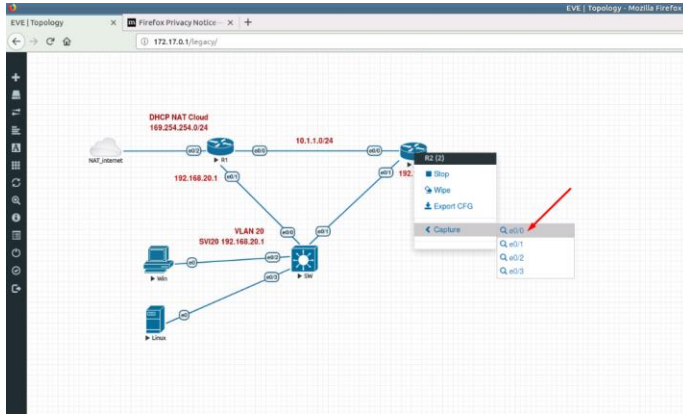 EVE | Topology - Mozilla Firefox
EVE | Topology
Firefox Privacy Notice -
172.17.0.1/legacy/
DHCP NAT Cloud
169.254.254.0/24
NAT_internet
e0/2
R1
e0/0
10.1.1.0/24
e0/0
192.168.20.1
e0/1
e0/1
192.
R2 (2)
Stop
Wipe
Export CFG
Capture
e0/0
e0/1
e0/2
e0/3
VLAN 20
SVI20 192.168.20.1
e0/0
e0/1
e0
e0/2
SW
Win
e0/3
e0
Linux